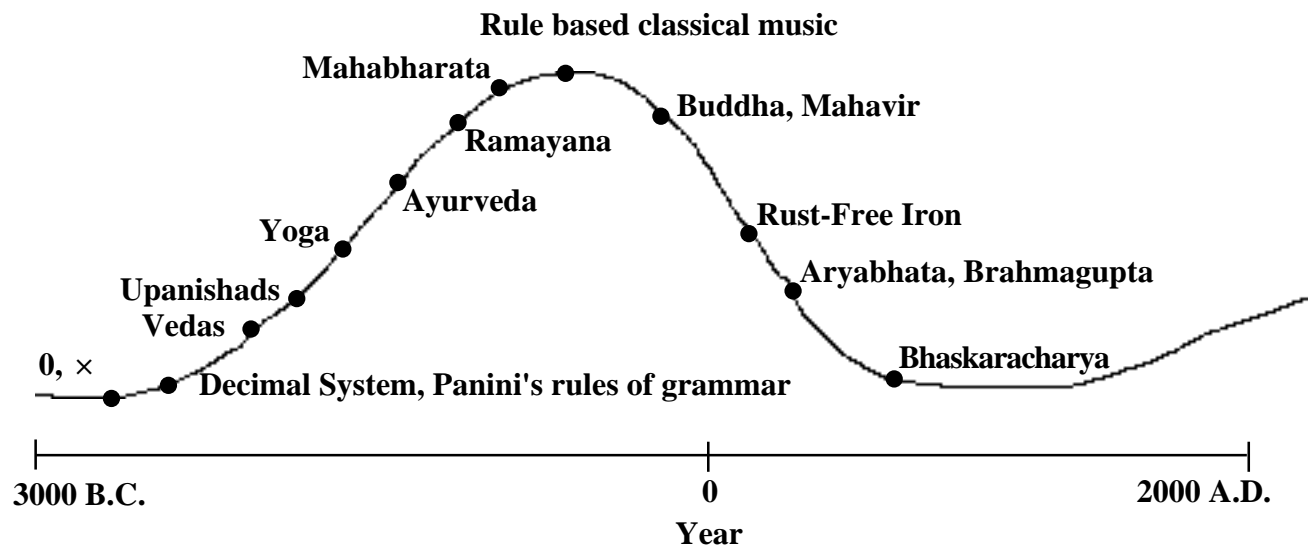 Rule based classical music
Mahabharata
Buddha, Mahavir
Ramayana
Ayurveda
Rust-Free Iron
Yoga
Aryabhata, Brahmagupta
Upanishads
Vedas
0, ×
Bhaskaracharya
Decimal System, Panini's rules of grammar
3000 B.C.
0
2000 A.D.
Year